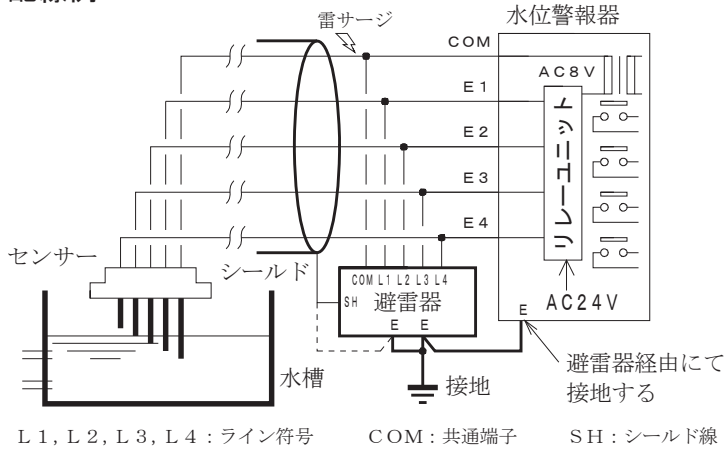 雷サージ
水位警報器
COM
AC8V
E1
E2
E3
E4
リレーユニット
センサー
シールド
COM L1 L2 L3 L4
SH
避雷器
E E
E
AC24V
水槽
接地
避雷器経由にて
接地する
L1, L2, L3, L4：ライン符号 COM：共通端子 SH：シールド線